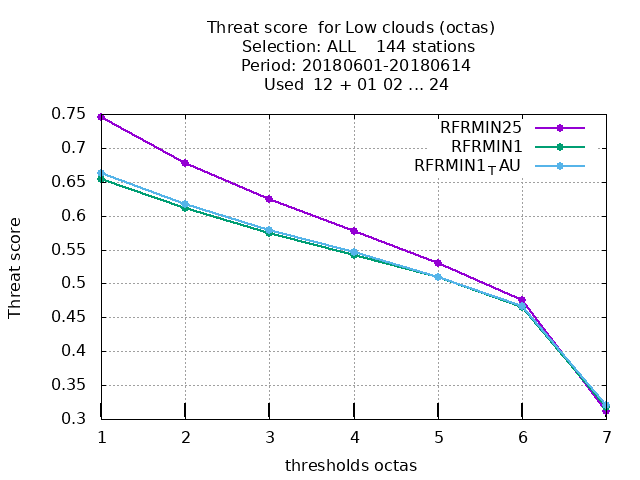 Threat score  for Low clouds (octas)
Selection: ALL    144 stations
Period: 20180601-20180614
Used  12 + 01 02 ... 24
RFRMIN25
RFRMIN1
RFRMIN1TAU
Threat score
0.75
0.7
0.65
0.6
0.55
0.5
0.45
0.4
0.35
0.3
1 2 3 4 5 6 7
thresholds octas